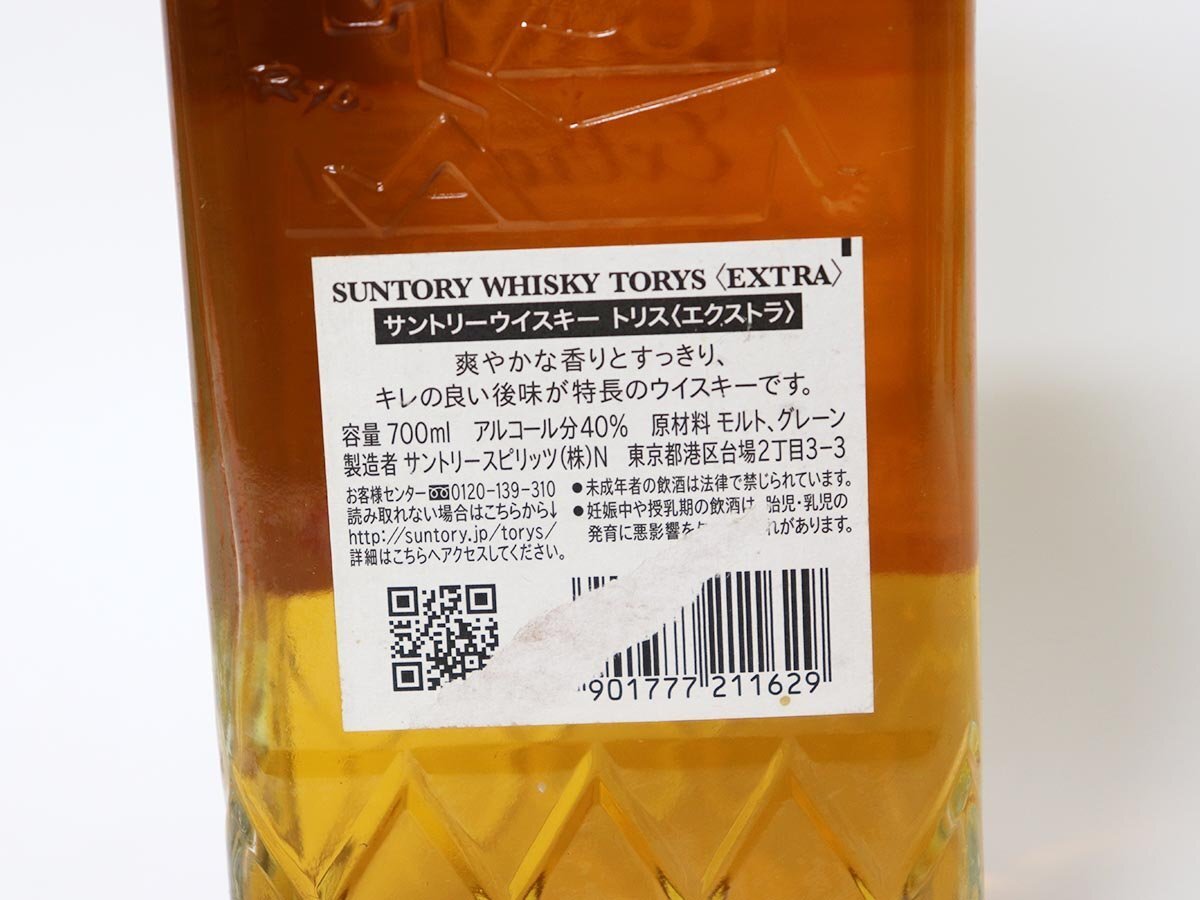 Extra
SUNTORY WHISKY TORYS〈EXTRA〉
サントリーウイスキー トリス〈エクストラ〉
爽やかな香りとすっきり、
キレの良い後味が特長のウイスキーです。
容量 700ml アルコール分40% 原材料 モルト、グレーン
製造者 サントリースピリッツ(株)N 東京都港区台場2丁目3-3
お客様センター 0120-139-310
読み取れない場合はこちらから↓
http://suntory.jp/torys/
詳細はこちらへアクセスしてください。
●未成年者の飲酒は法律で禁じられています。
●妊娠中や授乳期の飲酒は、胎児・乳児の
発育に悪影響を れがあります。
901777 211629